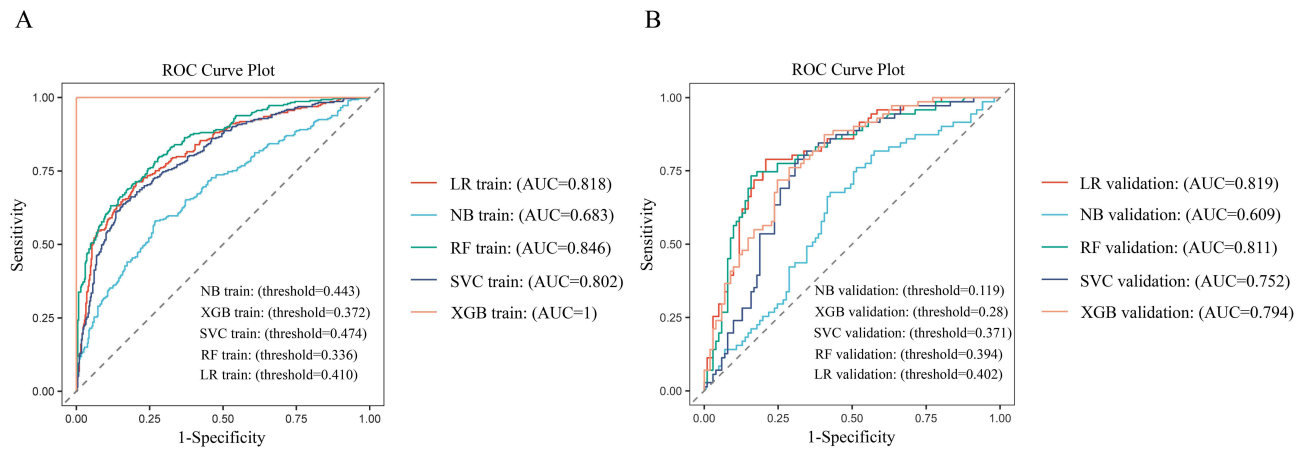 A
ROC Curve Plot
Sensitivity
1.00
0.75
0.50
0.25
0.00
0.00 0.25 0.50 0.75 1.00
1-Specificity
NB train: (threshold=0.443)
XGB train: (threshold=0.372)
SVC train: (threshold=0.474)
RF train: (threshold=0.336)
LR train: (threshold=0.410)
LR train: (AUC=0.818)
NB train: (AUC=0.683)
RF train: (AUC=0.846)
SVC train: (AUC=0.802)
XGB train: (AUC=1)
B
ROC Curve Plot
Sensitivity
1.00
0.75
0.50
0.25
0.00
0.00 0.25 0.50 0.75 1.00
1-Specificity
NB validation: (threshold=0.119)
XGB validation: (threshold=0.28)
SVC validation: (threshold=0.371)
RF validation: (threshold=0.394)
LR validation: (threshold=0.402)
LR validation: (AUC=0.819)
NB validation: (AUC=0.609)
RF validation: (AUC=0.811)
SVC validation: (AUC=0.752)
XGB validation: (AUC=0.794)